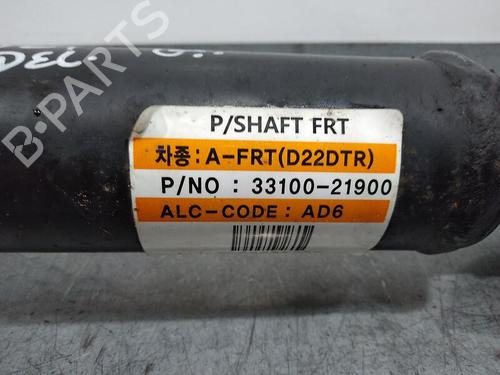 P/SHAFT FRT
차종: A-FRT(D22DTR)
P/NO : 33100-21900
ALC-CODE : AD6
B-PARTS